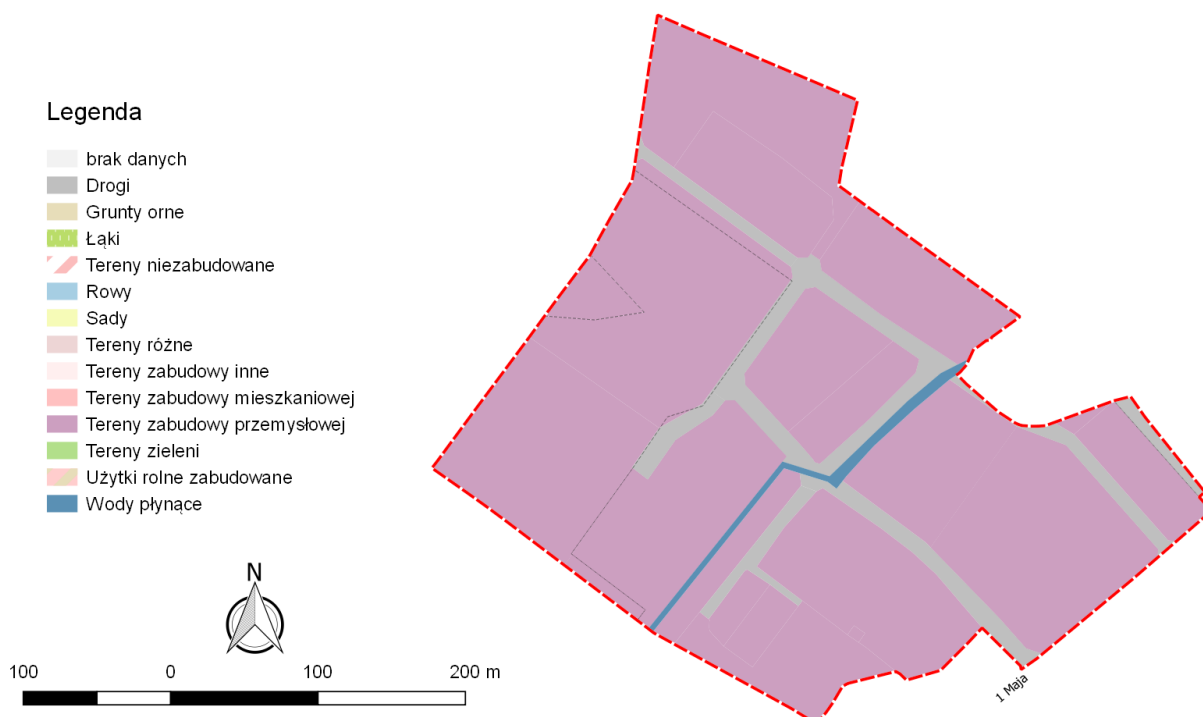 Legenda
brak danych
Drogi
Grunty orne
Łąki
Tereny niezabudowane
Rowy
Sady
Tereny różne
Tereny zabudowy inne
Tereny zabudowy mieszkaniowej
Tereny zabudowy przemysłowej
Tereny zieleni
Użytki rolne zabudowane
Wody płynące
N
100 0 100 200 m
1 Maja